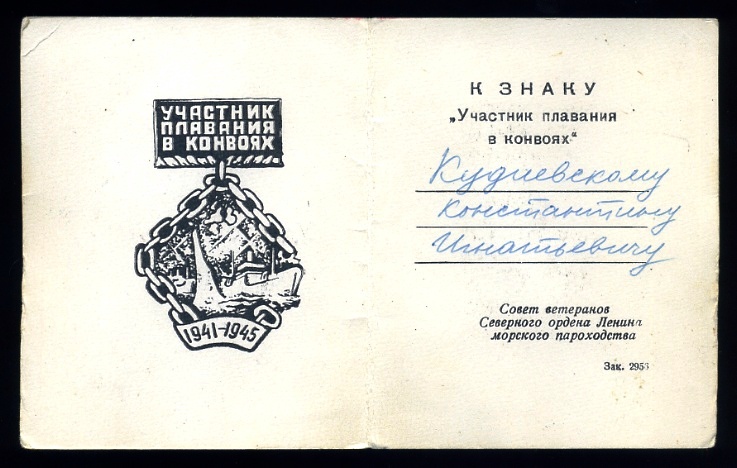 УЧАСТНИК
ПЛАВАНИЯ
В КОНВОЯХ
1941-1945
К ЗНАКУ
„Участник плавания
в конвоях“
Кудиевскому
Константину
Игнатьевичу
Совет ветеранов
Северного ордена Ленина
морского пароходства
Зак. 2953